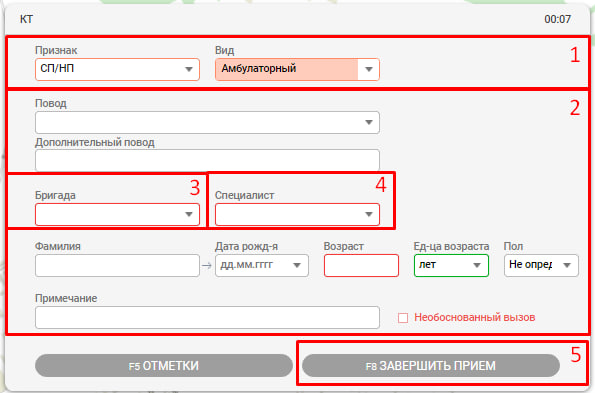 КТ 00:07
Признак Вид 1
СП/НП Амбулаторный
Повод 2
Дополнительный повод
Бригада 3 Специалист 4
Фамилия Дата рожд-я Возраст Ед-ца возраста Пол
→ дд.мм.гггг лет Не опред
Примечание
Необоснованный вызов
5
F5 ОТМЕТКИ F8 ЗАВЕРШИТЬ ПРИЕМ